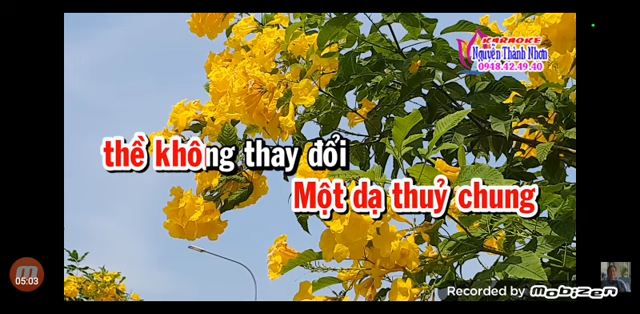 KARAOKE
Nguyễn Thành Nhơn
0948.42.49.40
thề không thay đổi
Một dạ thuỷ chung
05:03
Recorded by Mobizen